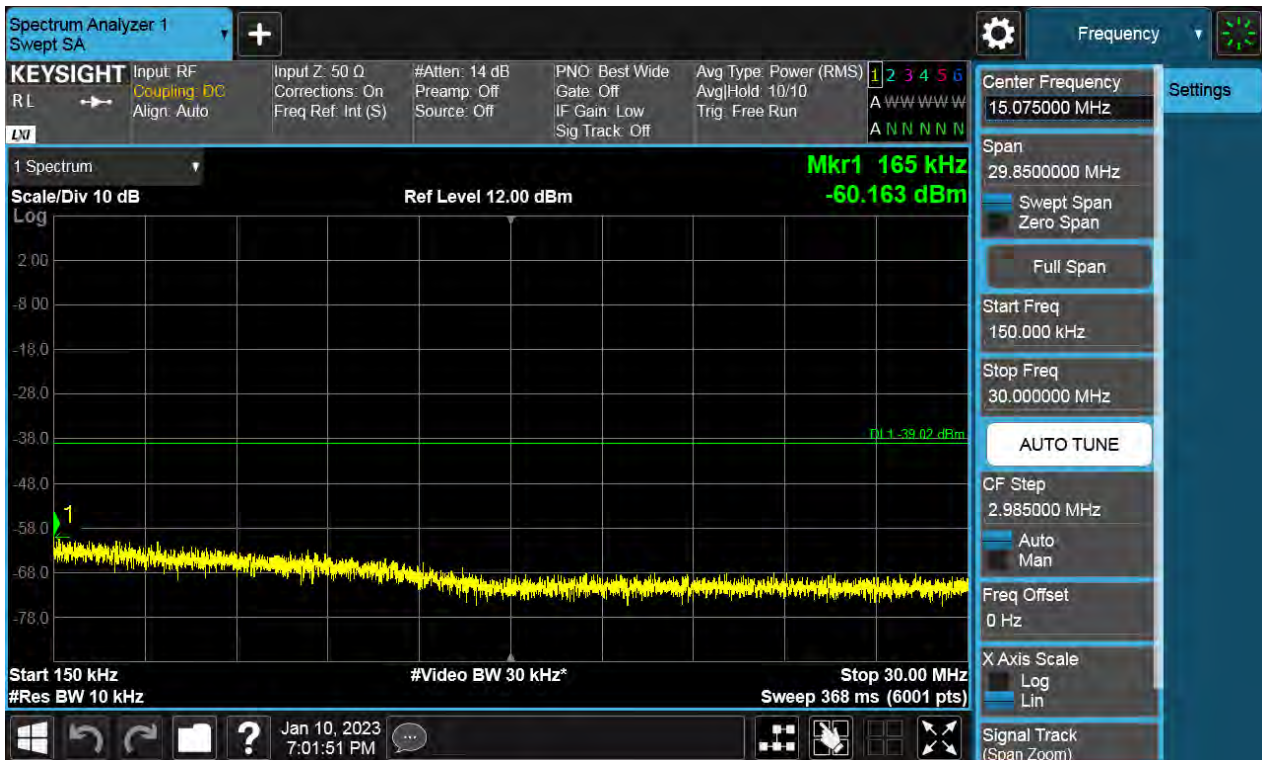 Spectrum Analyzer 1
Swept SA
+
Frequency
KEYSIGHT
RL
LXI
Input: RF
Coupling: DC
Align: Auto
Input Z: 50 Ω
Corrections: On
Freq Ref: Int (S)
#Atten: 14 dB
Preamp: Off
Source: Off
PNO: Best Wide
Gate: Off
IF Gain: Low
Sig Track: Off
Avg Type: Power (RMS)
Avg|Hold: 10/10
Trig: Free Run
1 2 3 4 5 6
A W W W W W
A N N N N N
1 Spectrum
Scale/Div 10 dB
Ref Level 12.00 dBm
Mkr1 165 kHz
-60.163 dBm
Log
2.00
-8.00
-18.0
-28.0
-38.0
-48.0
-58.0
-68.0
-78.0
DL1 -39.02 dBm
1
Start 150 kHz
#Res BW 10 kHz
#Video BW 30 kHz*
Stop 30.00 MHz
Sweep 368 ms (6001 pts)
Center Frequency
15.075000 MHz
Span
29.8500000 MHz
Swept Span
Zero Span
Full Span
Start Freq
150.000 kHz
Stop Freq
30.000000 MHz
AUTO TUNE
CF Step
2.985000 MHz
Auto
Man
Freq Offset
0 Hz
X Axis Scale
Log
Lin
Signal Track
(Span Zoom)
Settings
?
Jan 10, 2023
7:01:51 PM